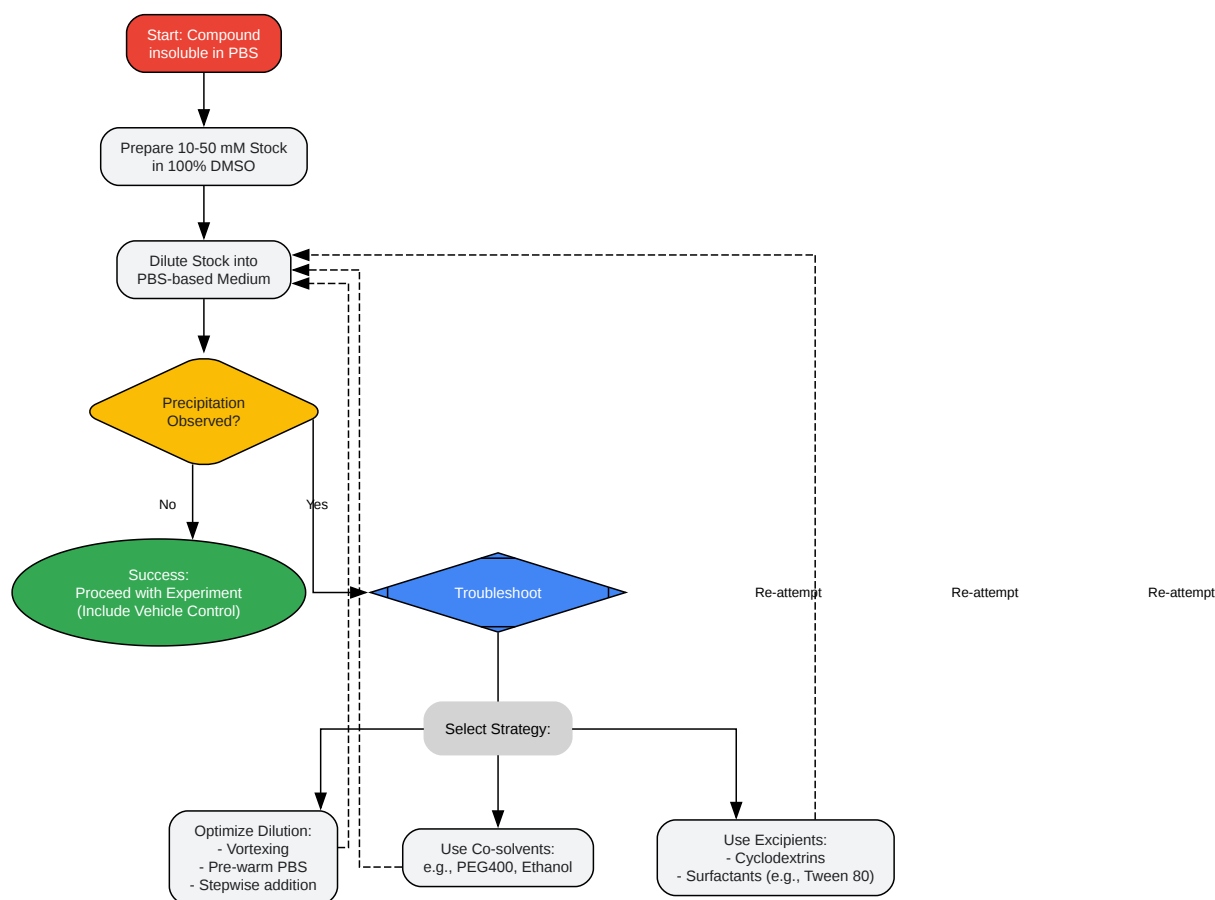 Start: Compound
insoluble in PBS
Prepare 10-50 mM Stock
in 100% DMSO
Dilute Stock into
PBS-based Medium
Precipitation
Observed?
No
Yes
Success:
Proceed with Experiment
(Include Vehicle Control)
Troubleshoot
Re-attempt
Re-attempt
Re-attempt
Select Strategy:
Optimize Dilution:
- Vortexing
- Pre-warm PBS
- Stepwise addition
Use Co-solvents:
e.g., PEG400, Ethanol
Use Excipients:
- Cyclodextrins
- Surfactants (e.g., Tween 80)